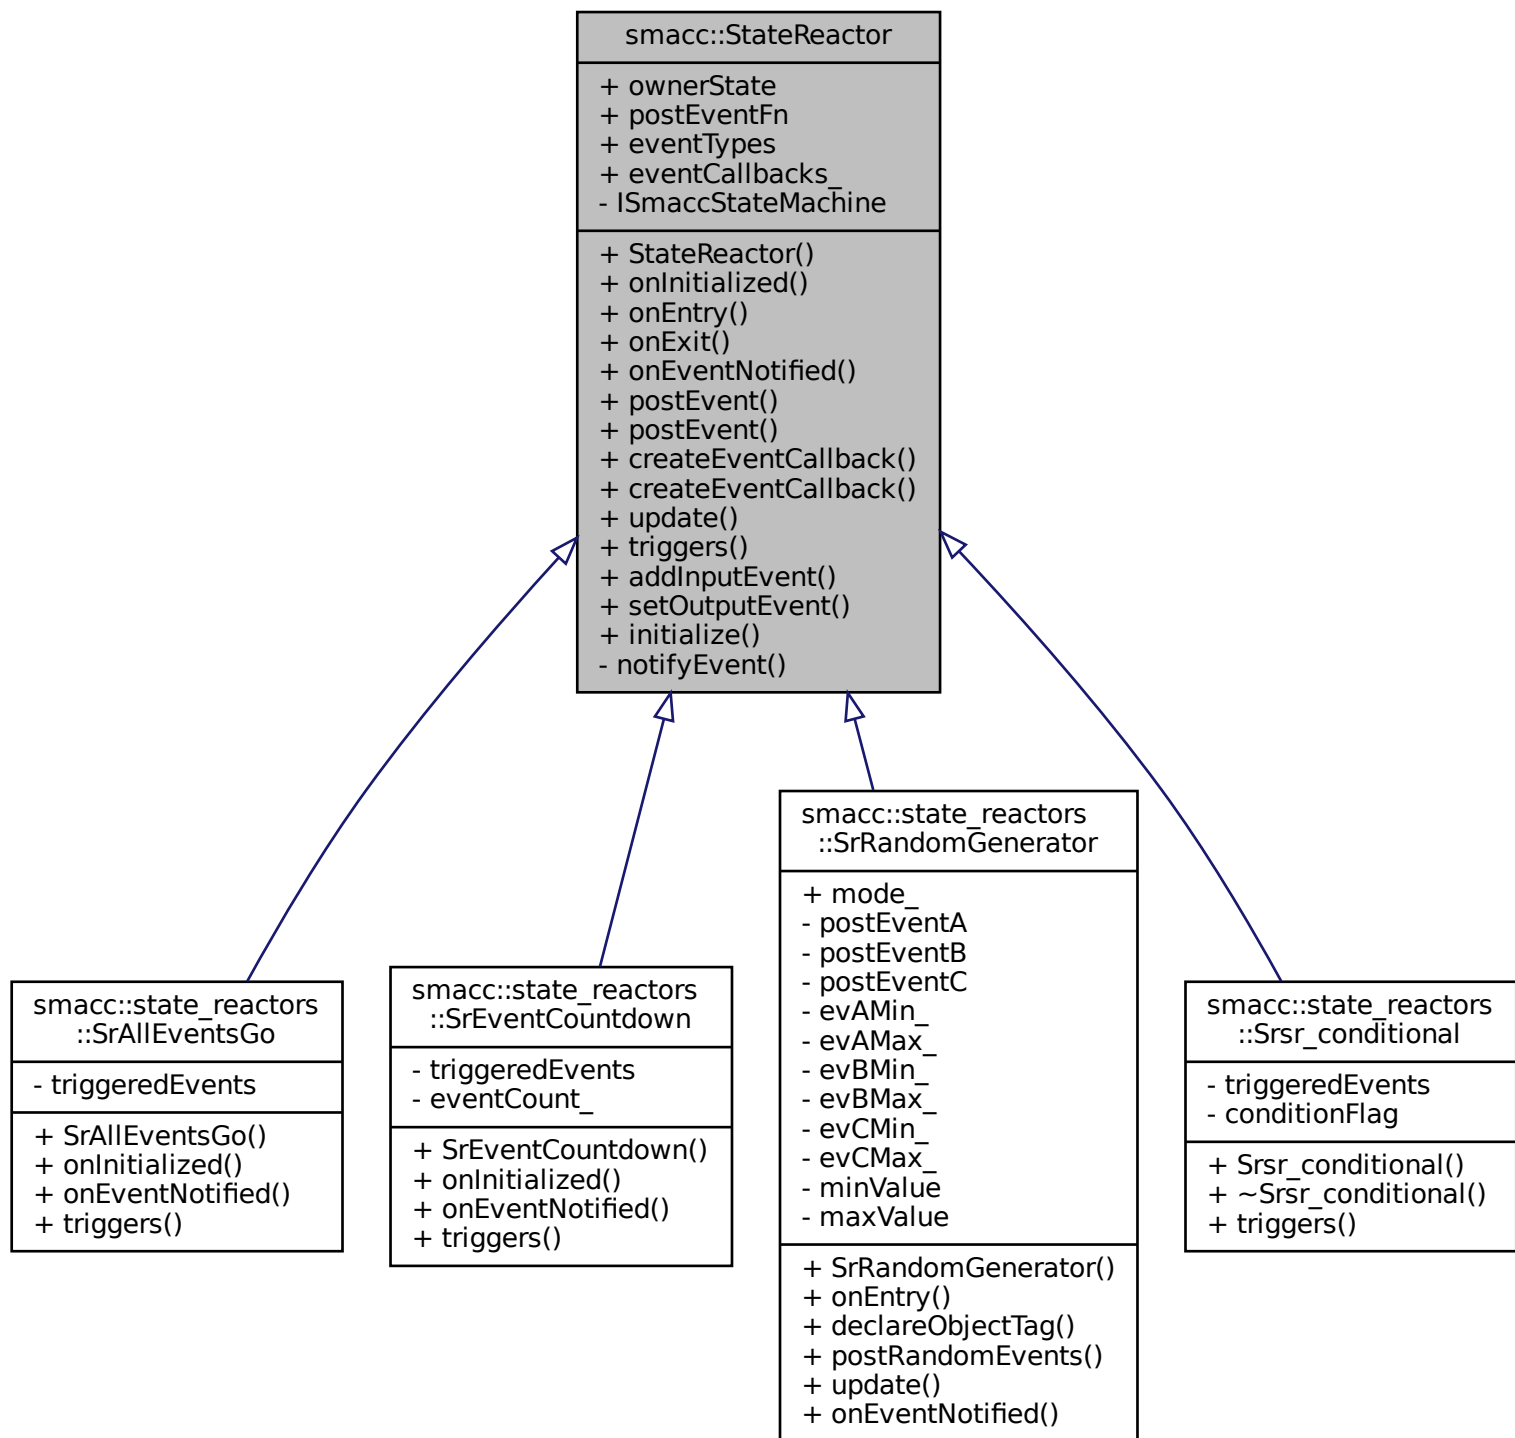 smacc::StateReactor
+ ownerState
+ postEventFn
+ eventTypes
+ eventCallbacks_
- ISmaccStateMachine
+ StateReactor()
+ onInitialized()
+ onEntry()
+ onExit()
+ onEventNotified()
+ postEvent()
+ postEvent()
+ createEventCallback()
+ createEventCallback()
+ update()
+ triggers()
+ addInputEvent()
+ setOutputEvent()
+ initialize()
- notifyEvent()
smacc::state_reactors
::SrAllEventsGo
- triggeredEvents
+ SrAllEventsGo()
+ onInitialized()
+ onEventNotified()
+ triggers()
smacc::state_reactors
::SrEventCountdown
- triggeredEvents
- eventCount_
+ SrEventCountdown()
+ onInitialized()
+ onEventNotified()
+ triggers()
smacc::state_reactors
::SrRandomGenerator
+ mode_
- postEventA
- postEventB
- postEventC
- evAMin_
- evAMax_
- evBMin_
- evBMax_
- evCMin_
- evCMax_
- minValue
- maxValue
+ SrRandomGenerator()
+ onEntry()
+ declareObjectTag()
+ postRandomEvents()
+ update()
+ onEventNotified()
smacc::state_reactors
::Srsr_conditional
- triggeredEvents
- conditionFlag
+ Srsr_conditional()
+ ~Srsr_conditional()
+ triggers()